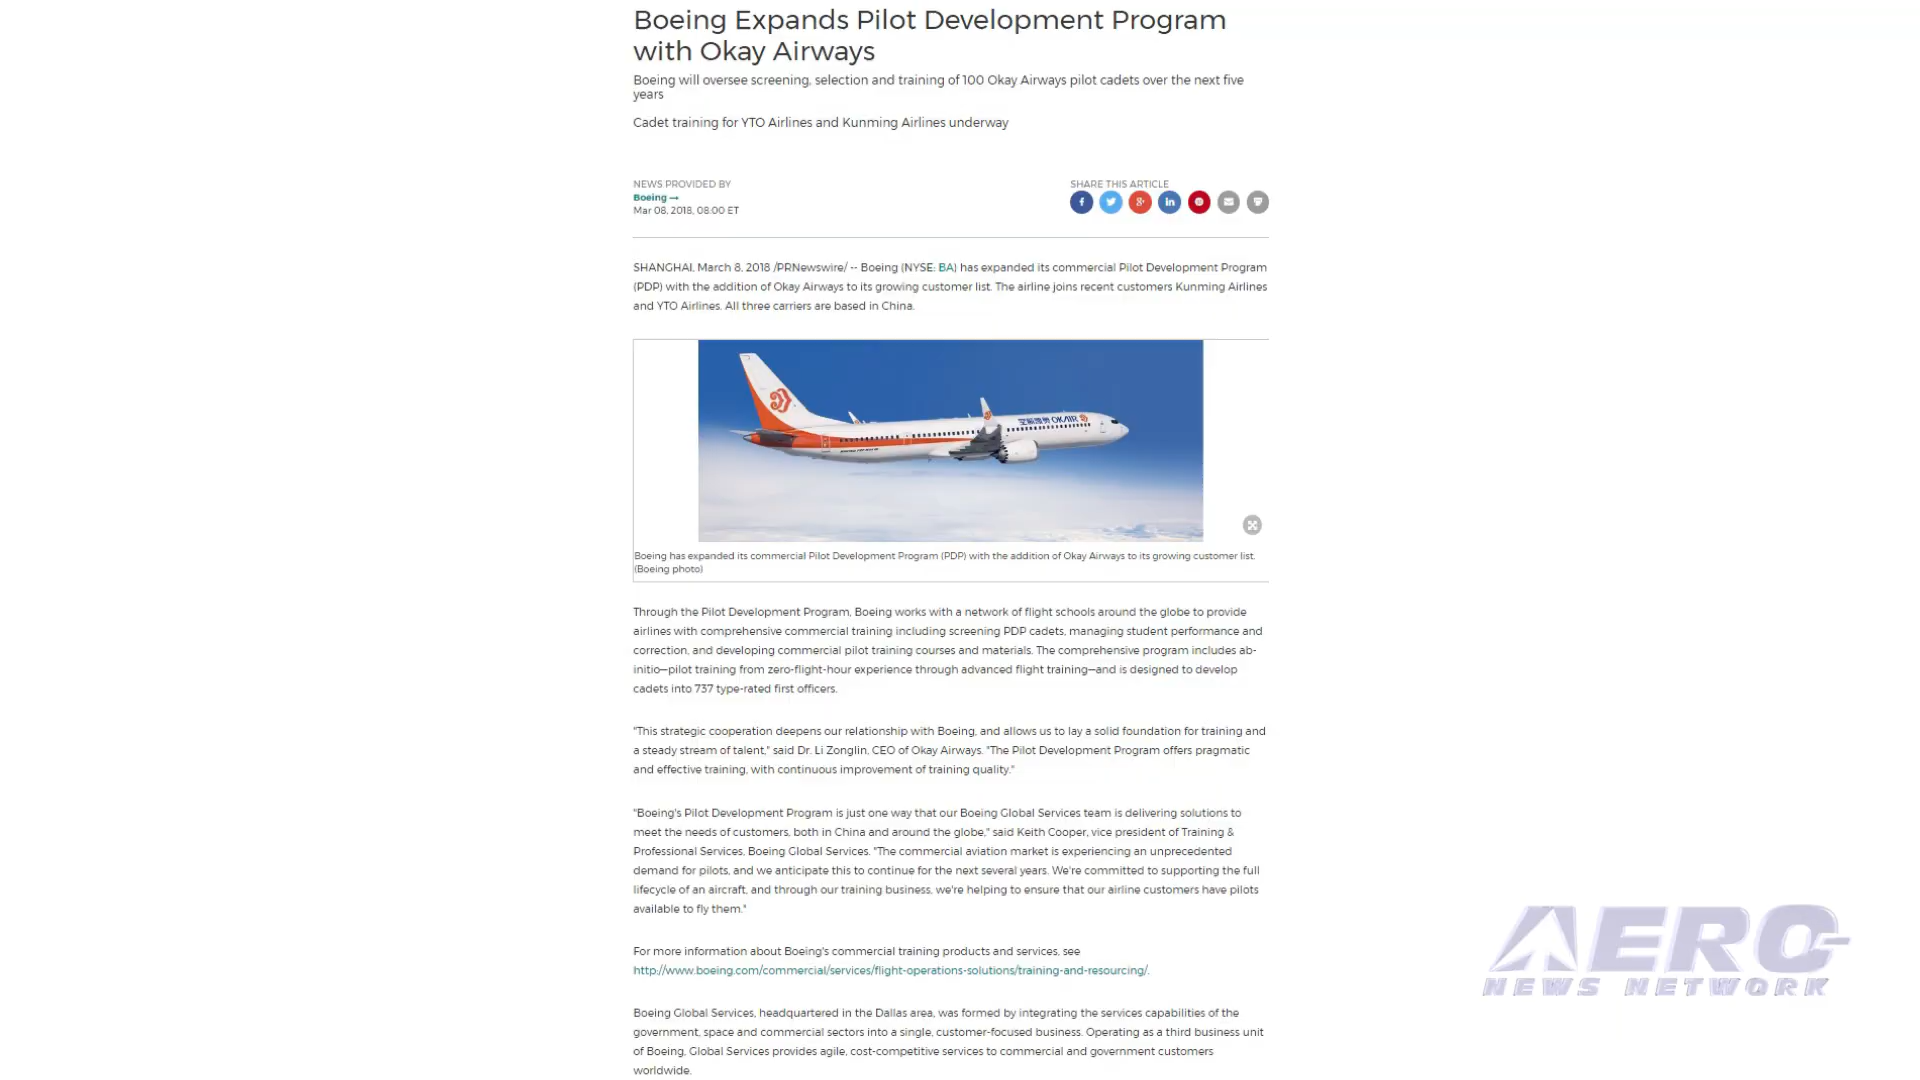 Boeing Expands Pilot Development Program
with Okay Airways
Boeing will oversee screening, selection and training of 100 Okay Airways pilot cadets over the next five
years
Cadet training for YTO Airlines and Kunming Airlines underway
NEWS PROVIDED BY
Boeing →
Mar 08, 2018, 08:00 ET
SHARE THIS ARTICLE
SHANGHAI, March 8, 2018 /PRNewswire/ -- Boeing (NYSE: BA) has expanded its commercial Pilot Development Program
(PDP) with the addition of Okay Airways to its growing customer list. The airline joins recent customers Kunming Airlines
and YTO Airlines. All three carriers are based in China.
OKAIR
Boeing has expanded its commercial Pilot Development Program (PDP) with the addition of Okay Airways to its growing customer list.
(Boeing photo)
Through the Pilot Development Program, Boeing works with a network of flight schools around the globe to provide
airlines with comprehensive commercial training including screening PDP cadets, managing student performance and
correction, and developing commercial pilot training courses and materials. The comprehensive program includes ab-
initio—pilot training from zero-flight-hour experience through advanced flight training—and is designed to develop
cadets into 737 type-rated first officers.
"This strategic cooperation deepens our relationship with Boeing, and allows us to lay a solid foundation for training and
a steady stream of talent," said Dr. Li Zonglin, CEO of Okay Airways. "The Pilot Development Program offers pragmatic
and effective training, with continuous improvement of training quality."
"Boeing's Pilot Development Program is just one way that our Boeing Global Services team is delivering solutions to
meet the needs of customers, both in China and around the globe," said Keith Cooper, vice president of Training &
Professional Services, Boeing Global Services. "The commercial aviation market is experiencing an unprecedented
demand for pilots, and we anticipate this to continue for the next several years. We're committed to supporting the full
lifecycle of an aircraft, and through our training business, we're helping to ensure that our airline customers have pilots
available to fly them."
For more information about Boeing's commercial training products and services, see
http://www.boeing.com/commercial/services/flight-operations-solutions/training-and-resourcing/.
Boeing Global Services, headquartered in the Dallas area, was formed by integrating the services capabilities of the
government, space and commercial sectors into a single, customer-focused business. Operating as a third business unit
of Boeing, Global Services provides agile, cost-competitive services to commercial and government customers
worldwide.
AERO
NEWS NETWORK